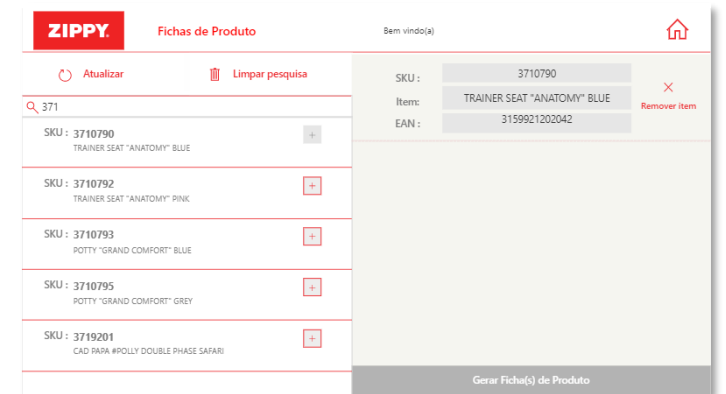 ZIPPY.
Fichas de Produto
Bem vindo(a)
Atualizar
Limpar pesquisa
371
SKU : 3710790
TRAINER SEAT "ANATOMY" BLUE
+
SKU : 3710792
TRAINER SEAT "ANATOMY" PINK
+
SKU : 3710793
POTTY "GRAND COMFORT" BLUE
+
SKU : 3710795
POTTY "GRAND COMFORT" GREY
+
SKU : 3719201
CAD PAPA #POLLY DOUBLE PHASE SAFARI
+
SKU : 3710790
Item: TRAINER SEAT "ANATOMY" BLUE
EAN : 3159921202042
Remover item
Gerar Ficha(s) de Produto